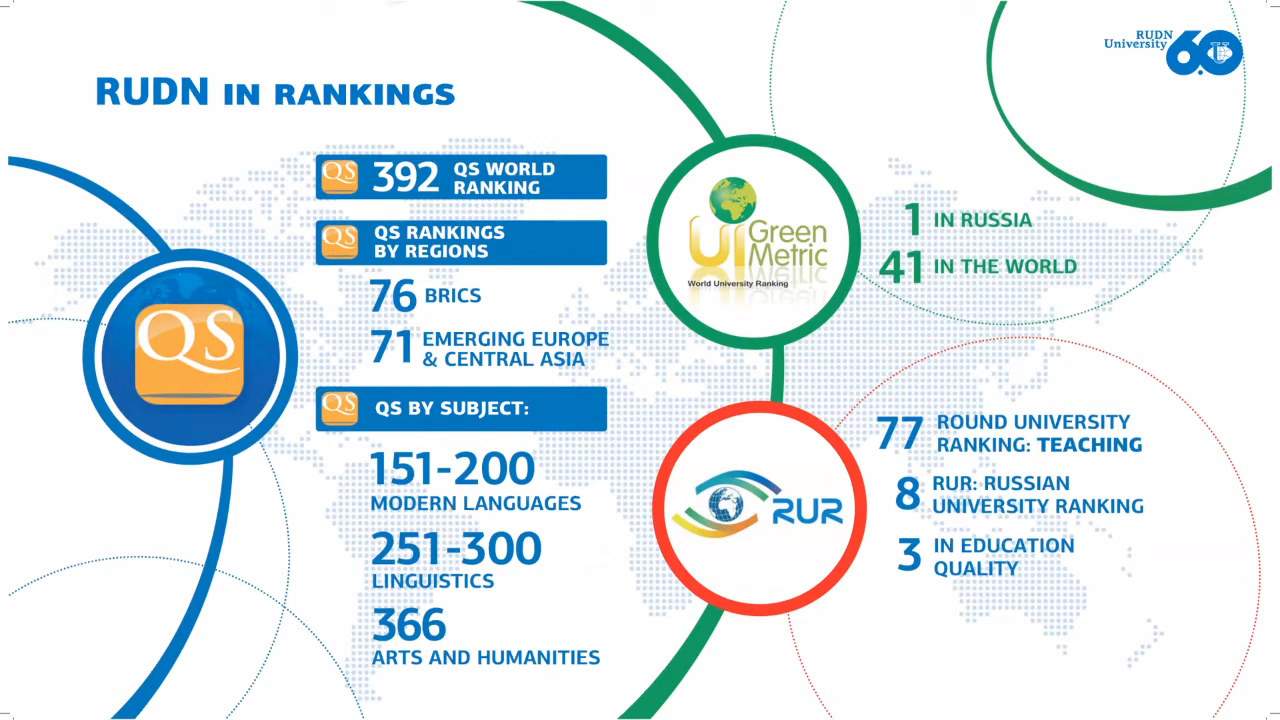 RUDN IN RANKINGS
RUDN
University
60
QS
QS
392
QS WORLD
RANKING
QS
QS RANKINGS
BY REGIONS
76 BRICS
71
EMERGING EUROPE
& CENTRAL ASIA
QS
QS BY SUBJECT:
151-200
MODERN LANGUAGES
251-300
LINGUISTICS
366
ARTS AND HUMANITIES
UI
Green
Metric
World University Ranking
1 IN RUSSIA
41 IN THE WORLD
RUR
77
ROUND UNIVERSITY
RANKING: TEACHING
8
RUR: RUSSIAN
UNIVERSITY RANKING
3
IN EDUCATION
QUALITY